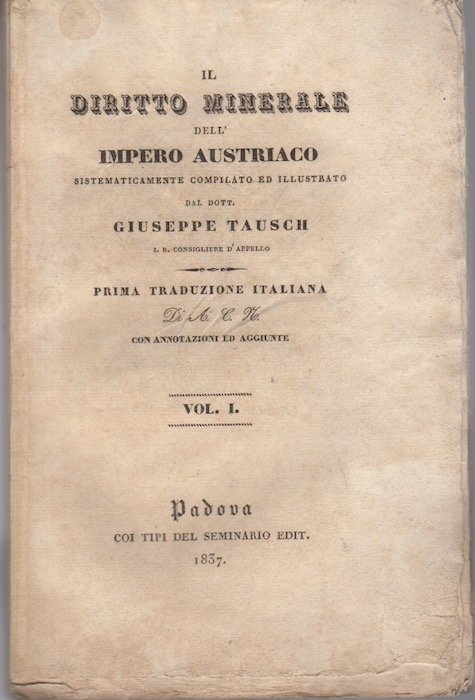 IL
DIRITTO MINERALE
DELL'
IMPERO AUSTRIACO
SISTEMATICAMENTE COMPILATO ED ILLUSTRATO
DAL DOTT.
GIUSEPPE TAUSCH
I. R. CONSIGLIERE D'APPELLO
PRIMA TRADUZIONE ITALIANA
Di A. C. N.
CON ANNOTAZIONI ED AGGIUNTE
VOL. I.
Padova
COI TIPI DEL SEMINARIO EDIT.
1837.